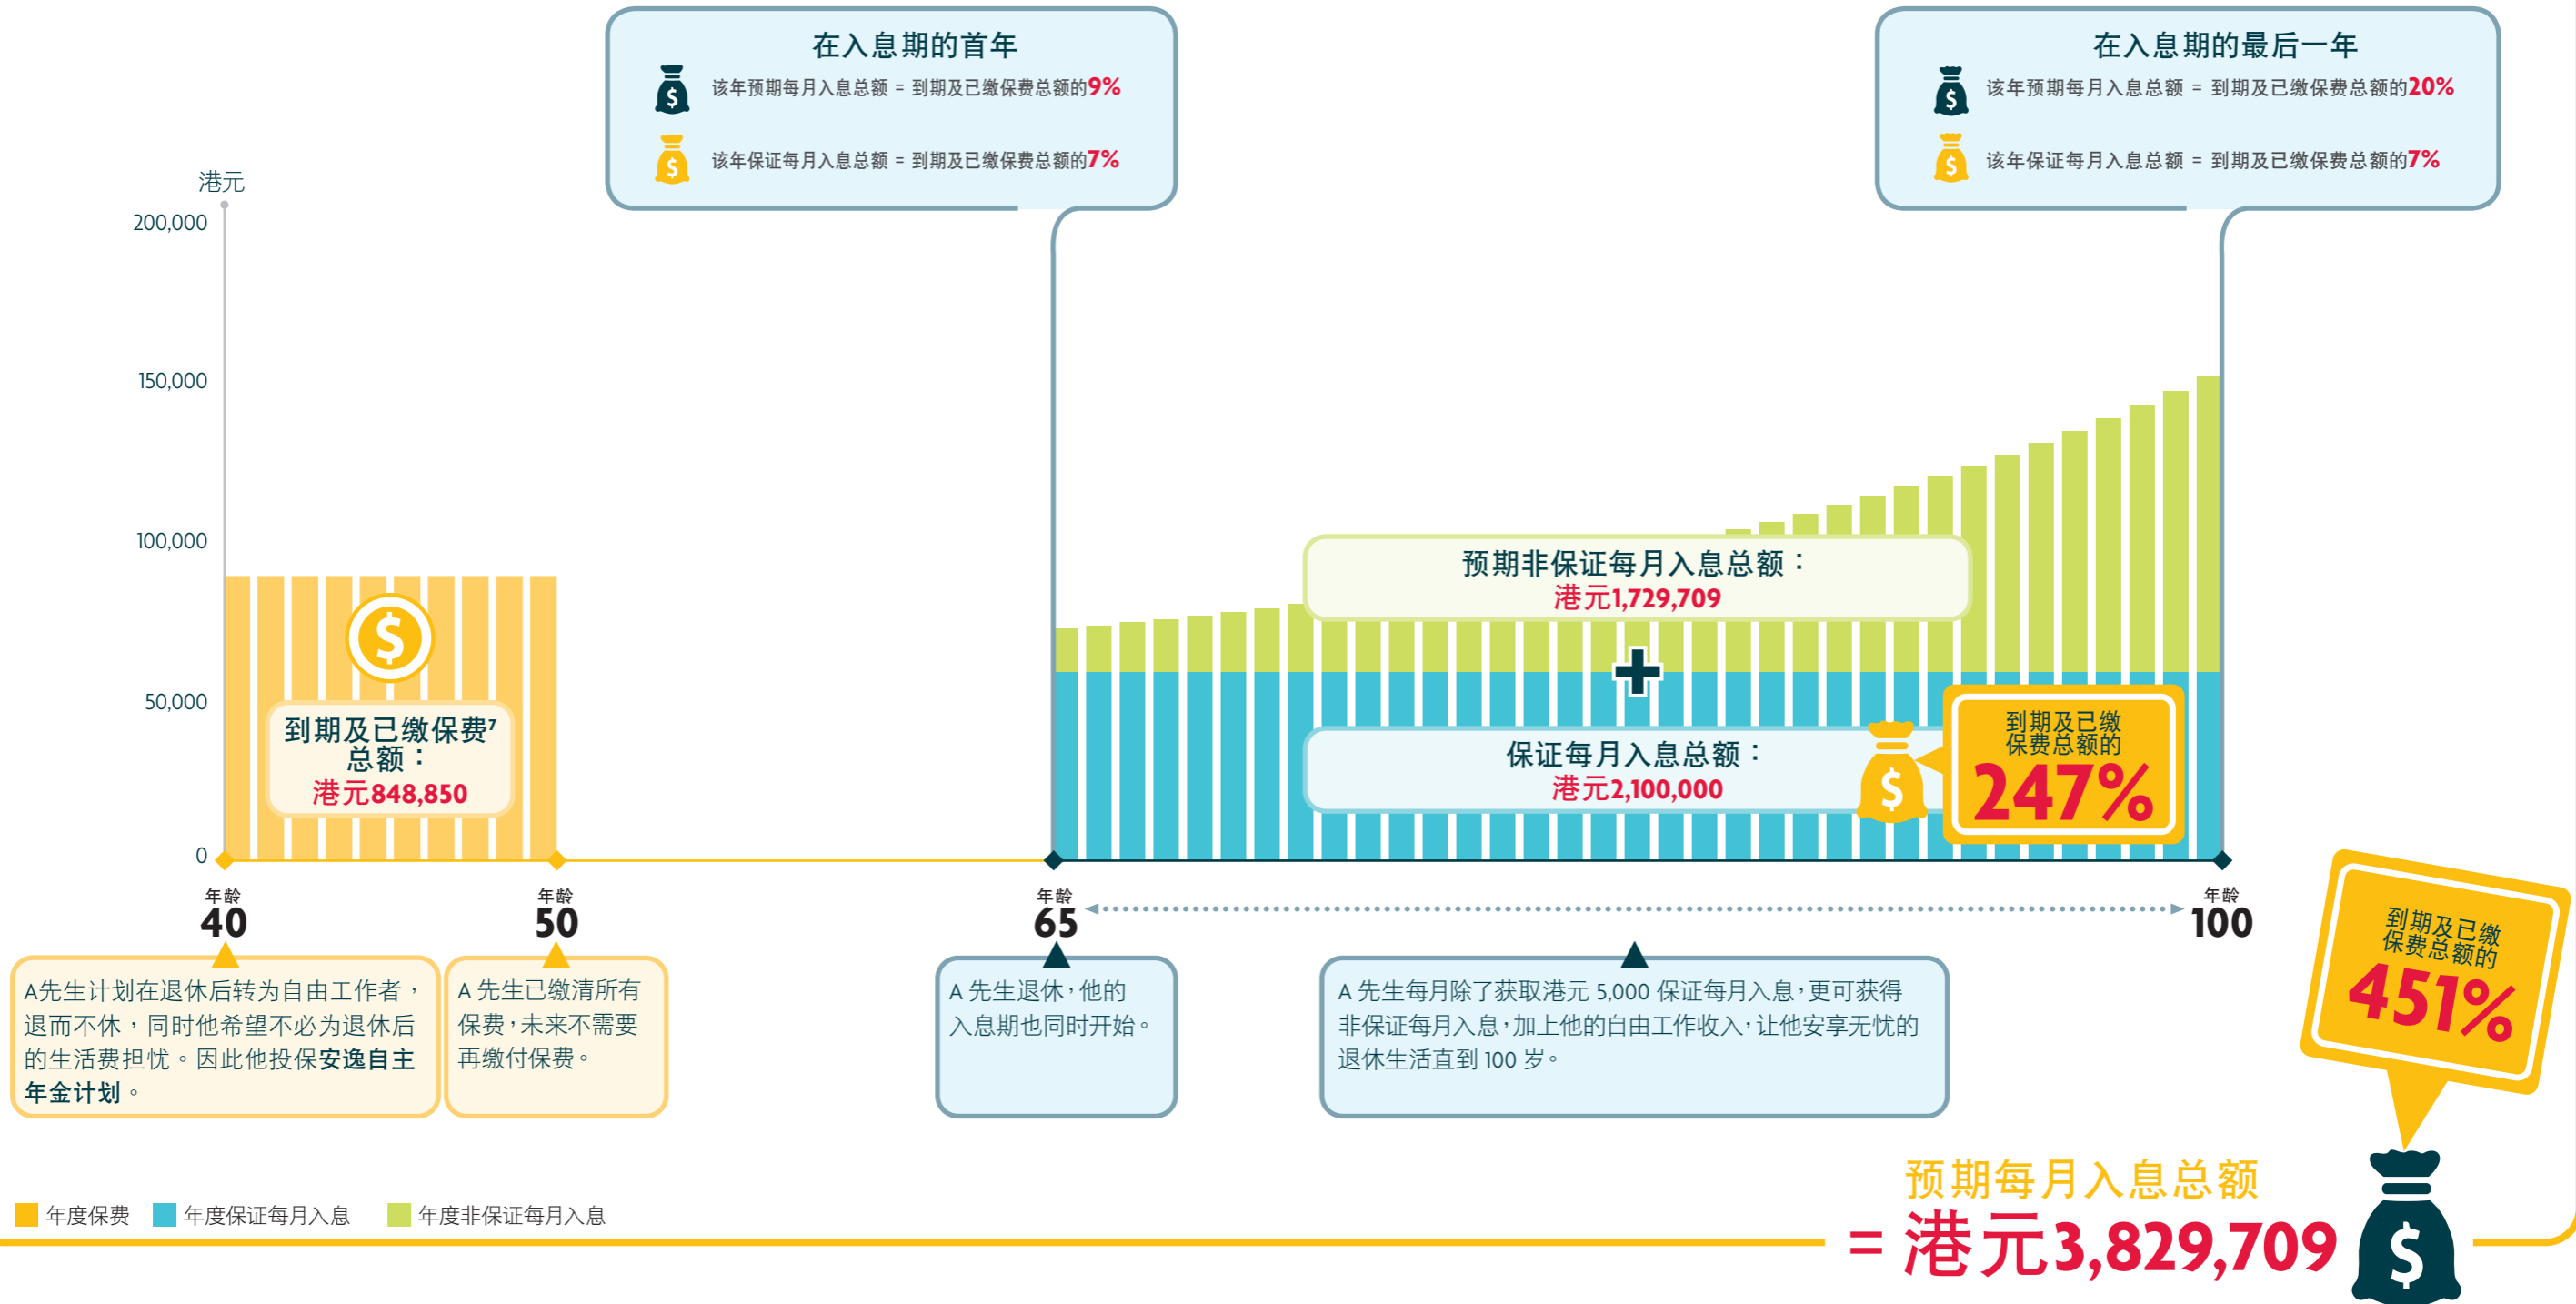 在入息期的首年
$
该年预期每月入息总额 = 到期及已缴保费总额的9%
$
该年保证每月入息总额 = 到期及已缴保费总额的7%
在入息期的最后一年
$
该年预期每月入息总额 = 到期及已缴保费总额的20%
$
该年保证每月入息总额 = 到期及已缴保费总额的7%
港元
200,000
150,000
100,000
50,000
0
$
到期及已缴保费7
总额：
港元848,850
预期非保证每月入息总额：
港元1,729,709
+
保证每月入息总额：
港元2,100,000
$
到期及已缴
保费总额的
247%
年龄
40
年龄
50
年龄
65
年龄
100
A先生计划在退休后转为自由工作者，
退而不休，同时他希望不必为退休后
的生活费担忧。因此他投保安逸自主
年金计划。
A 先生已缴清所有
保费，未来不需要
再缴付保费。
A 先生退休，他的
入息期也同时开始。
A 先生每月除了获取港元 5,000 保证每月入息，更可获得
非保证每月入息，加上他的自由工作收入，让他安享无忧的
退休生活直到 100 岁。
到期及已缴
保费总额的
451%
年度保费
年度保证每月入息
年度非保证每月入息
预期每月入息总额
= 港元3,829,709
$